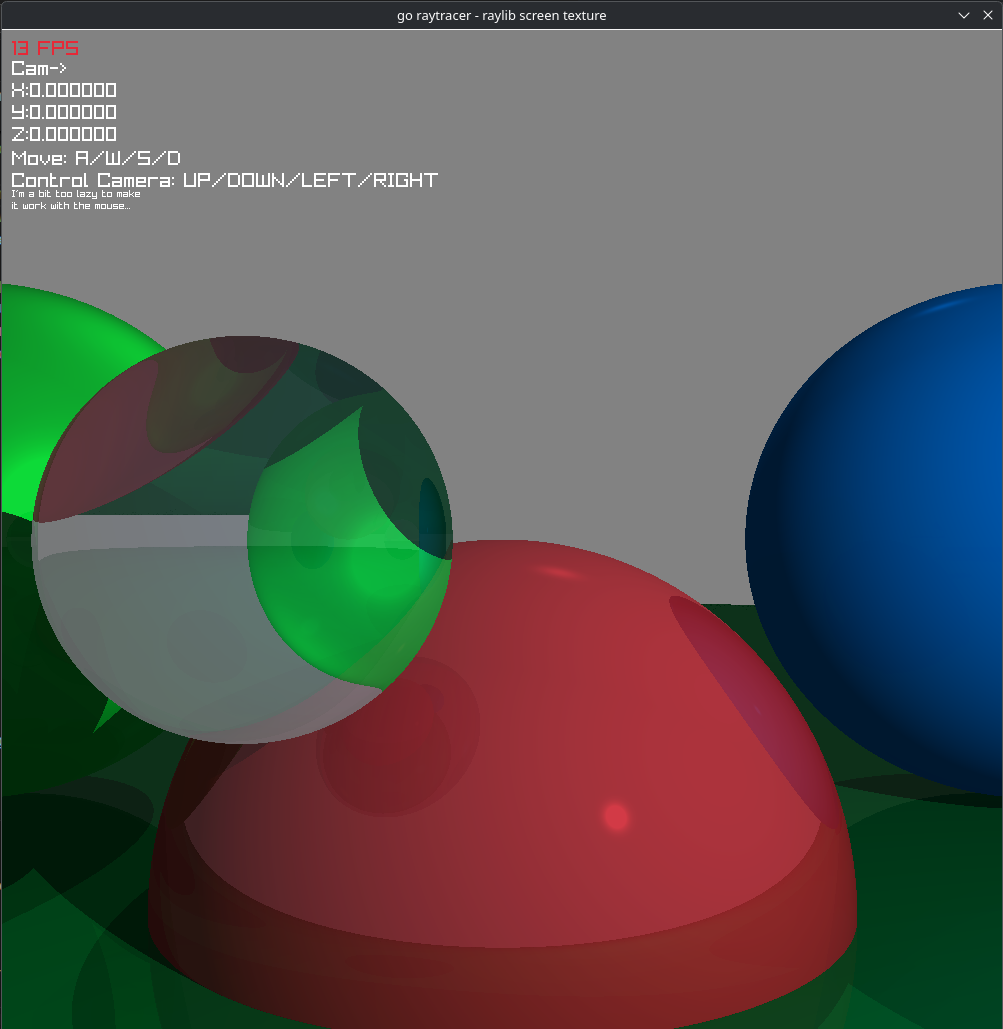 go raytracer - raylib screen texture
13 FPS
Cam->
X:0.000000
Y:0.000000
Z:0.000000
Move: A/W/S/D
Control Camera: UP/DOWN/LEFT/RIGHT
I'm a bit too lazy to make
it work with the mouse...